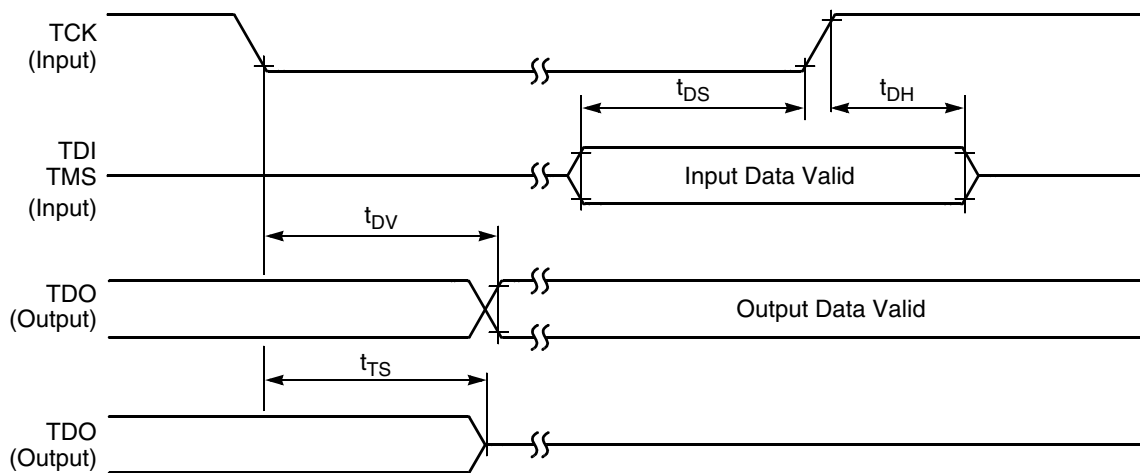 TCK
(Input)
tDS
tDH
TDI
TMS
(Input)
Input Data Valid
tDV
TDO
(Output)
Output Data Valid
tTS
TDO
(Output)